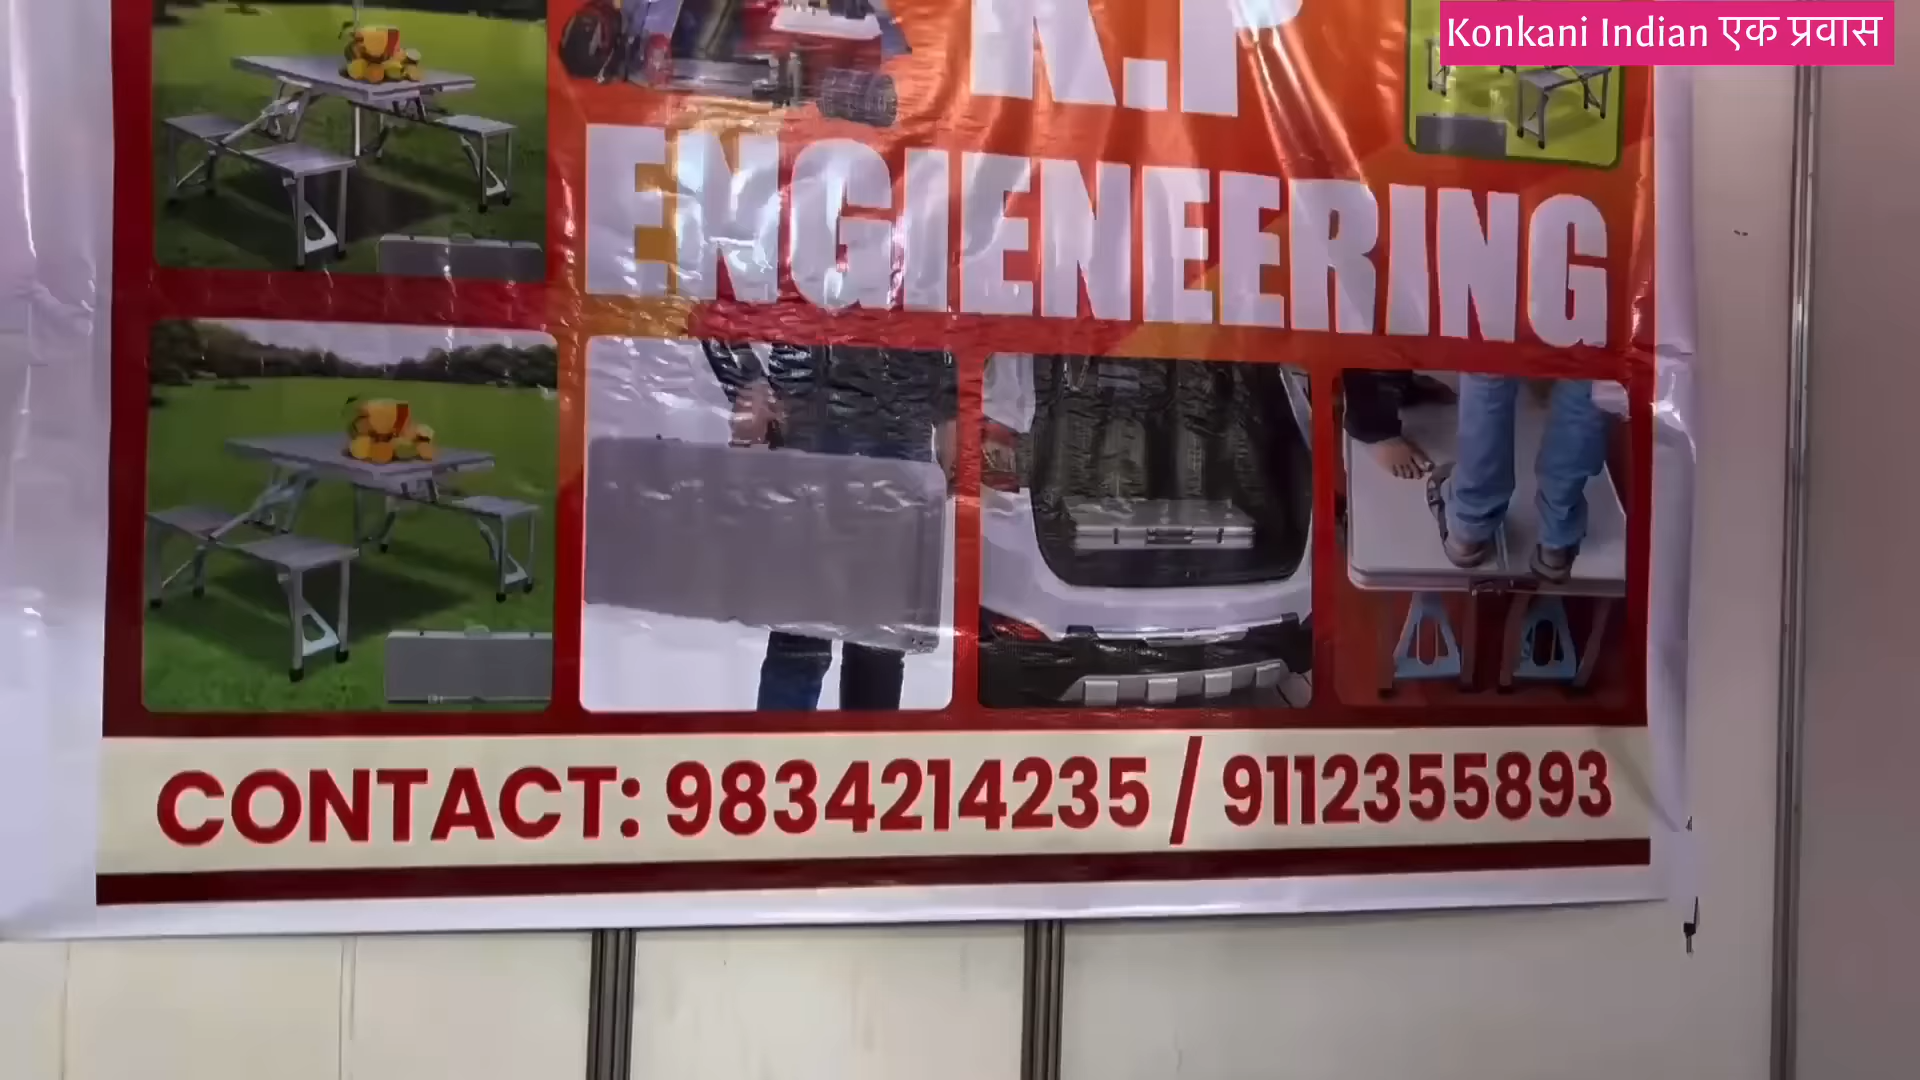 Konkani Indian एक प्रवास
ENGIENEERING
CONTACT: 9834214235 / 9112355893